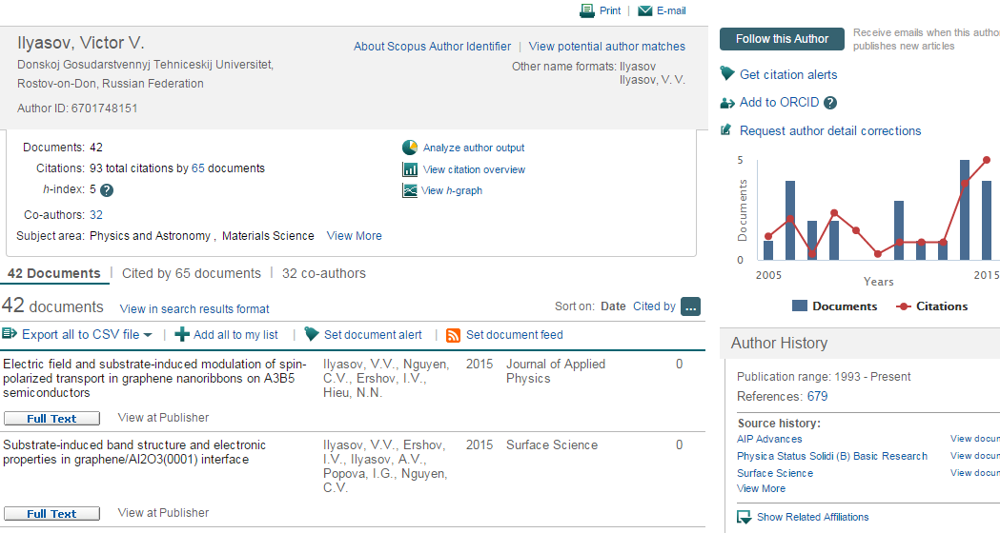 Print | E-mail
Ilyasov, Victor V.
Donskoj Gosudarstvennyj Tehniceskij Universitet,
Rostov-on-Don, Russian Federation
Author ID: 6701748151
About Scopus Author Identifier | View potential author matches
Other name formats: Ilyasov
Ilyasov, V. V.
Documents: 42
Citations: 93 total citations by 65 documents
h-index: 5 ?
Co-authors: 32
Subject area: Physics and Astronomy , Materials Science View More
Analyze author output
View citation overview
View h-graph
42 Documents | Cited by 65 documents | 32 co-authors
42 documents View in search results format
Sort on: Date Cited by ...
Export all to CSV file | Add all to my list | Set document alert | Set document feed
Electric field and substrate-induced modulation of spin-
polarized transport in graphene nanoribbons on A3B5
semiconductors
Ilyasov, V.V., Nguyen,
C.V., Ershov, I.V.,
Hieu, N.N.
2015
Journal of Applied
Physics
0
Full Text View at Publisher
Substrate-induced band structure and electronic
properties in graphene/Al2O3(0001) interface
Ilyasov, V.V., Ershov,
I.V., Ilyasov, A.V.,
Popova, I.G., Nguyen,
C.V.
2015
Surface Science
0
Full Text View at Publisher
Follow this Author
Receive emails when this author
publishes new articles
Get citation alerts
Add to ORCID ?
Request author detail corrections
5
Documents
0
2005 2015
Years
Documents Citations
Author History
Publication range: 1993 - Present
References: 679
Source history:
AIP Advances View docum
Physica Status Solidi (B) Basic Research View docum
Surface Science View docum
View More
Show Related Affiliations